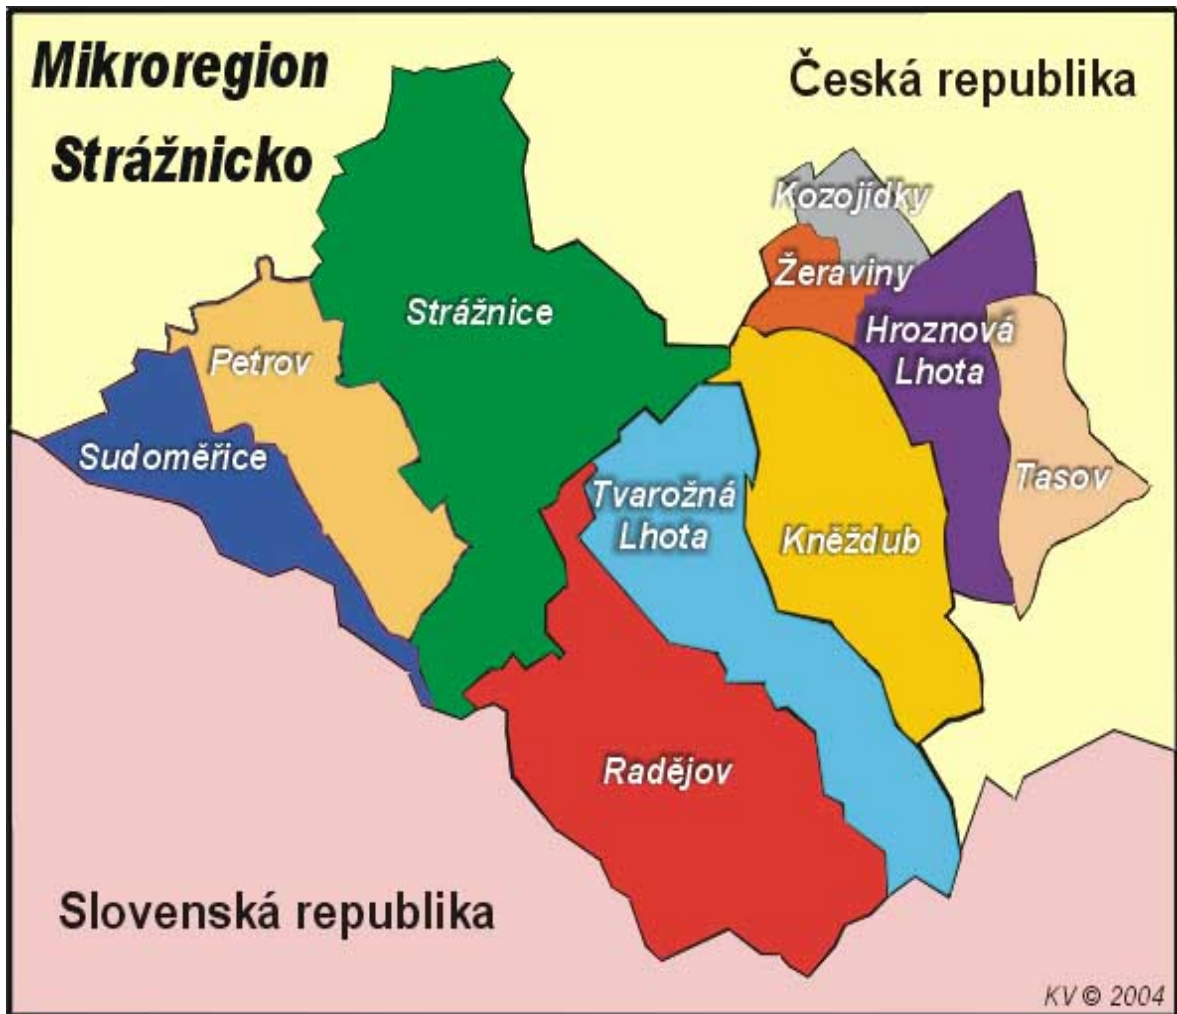 Mikroregion
Strážnicko
Česká republika
Kozojídky
Žeraviny
Strážnice
Hroznová
Lhota
Petrov
Sudoměřice
Tvarožná
Lhota
Tasov
Kněždub
Radějov
Slovenská republika
KV © 2004